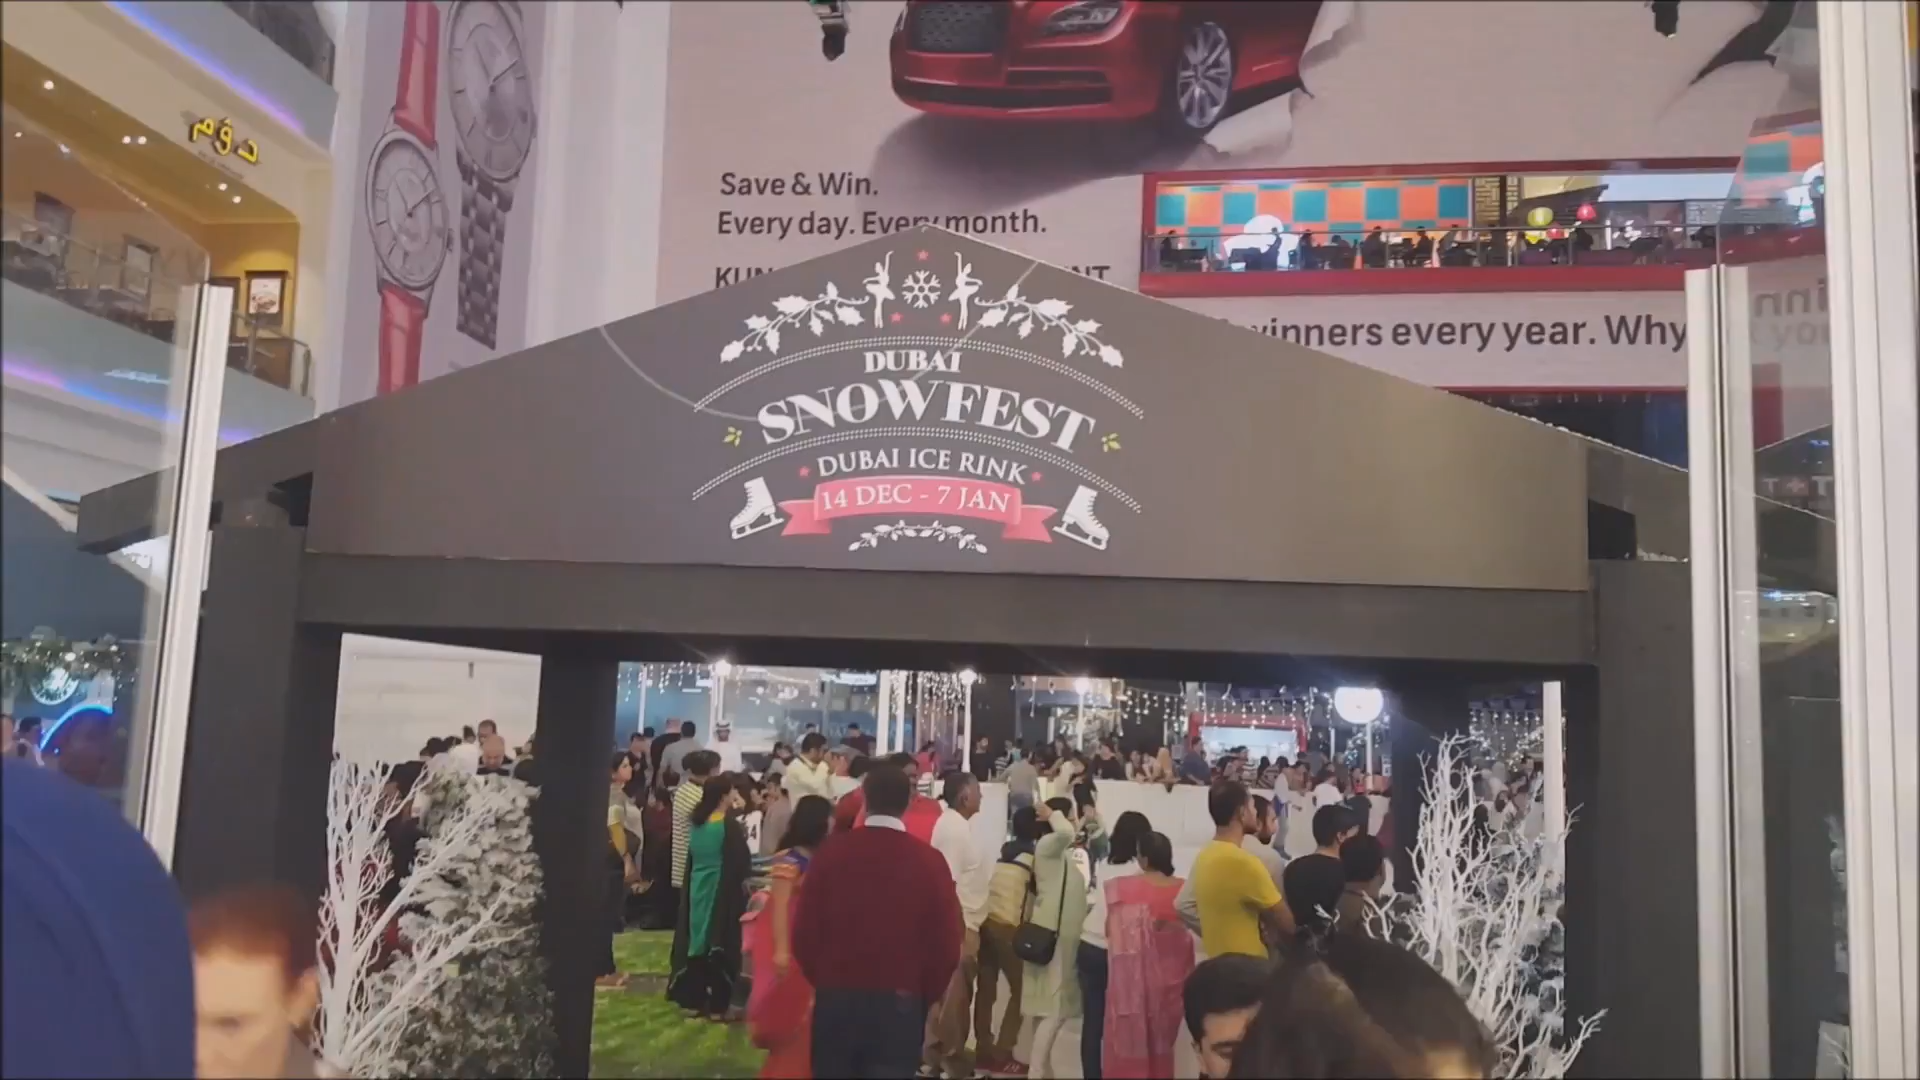 دوم
Save & Win.
Every day. Every month.
winners every year. Why
DUBAI
SNOWFEST
DUBAI ICE RINK
14 DEC - 7 JAN